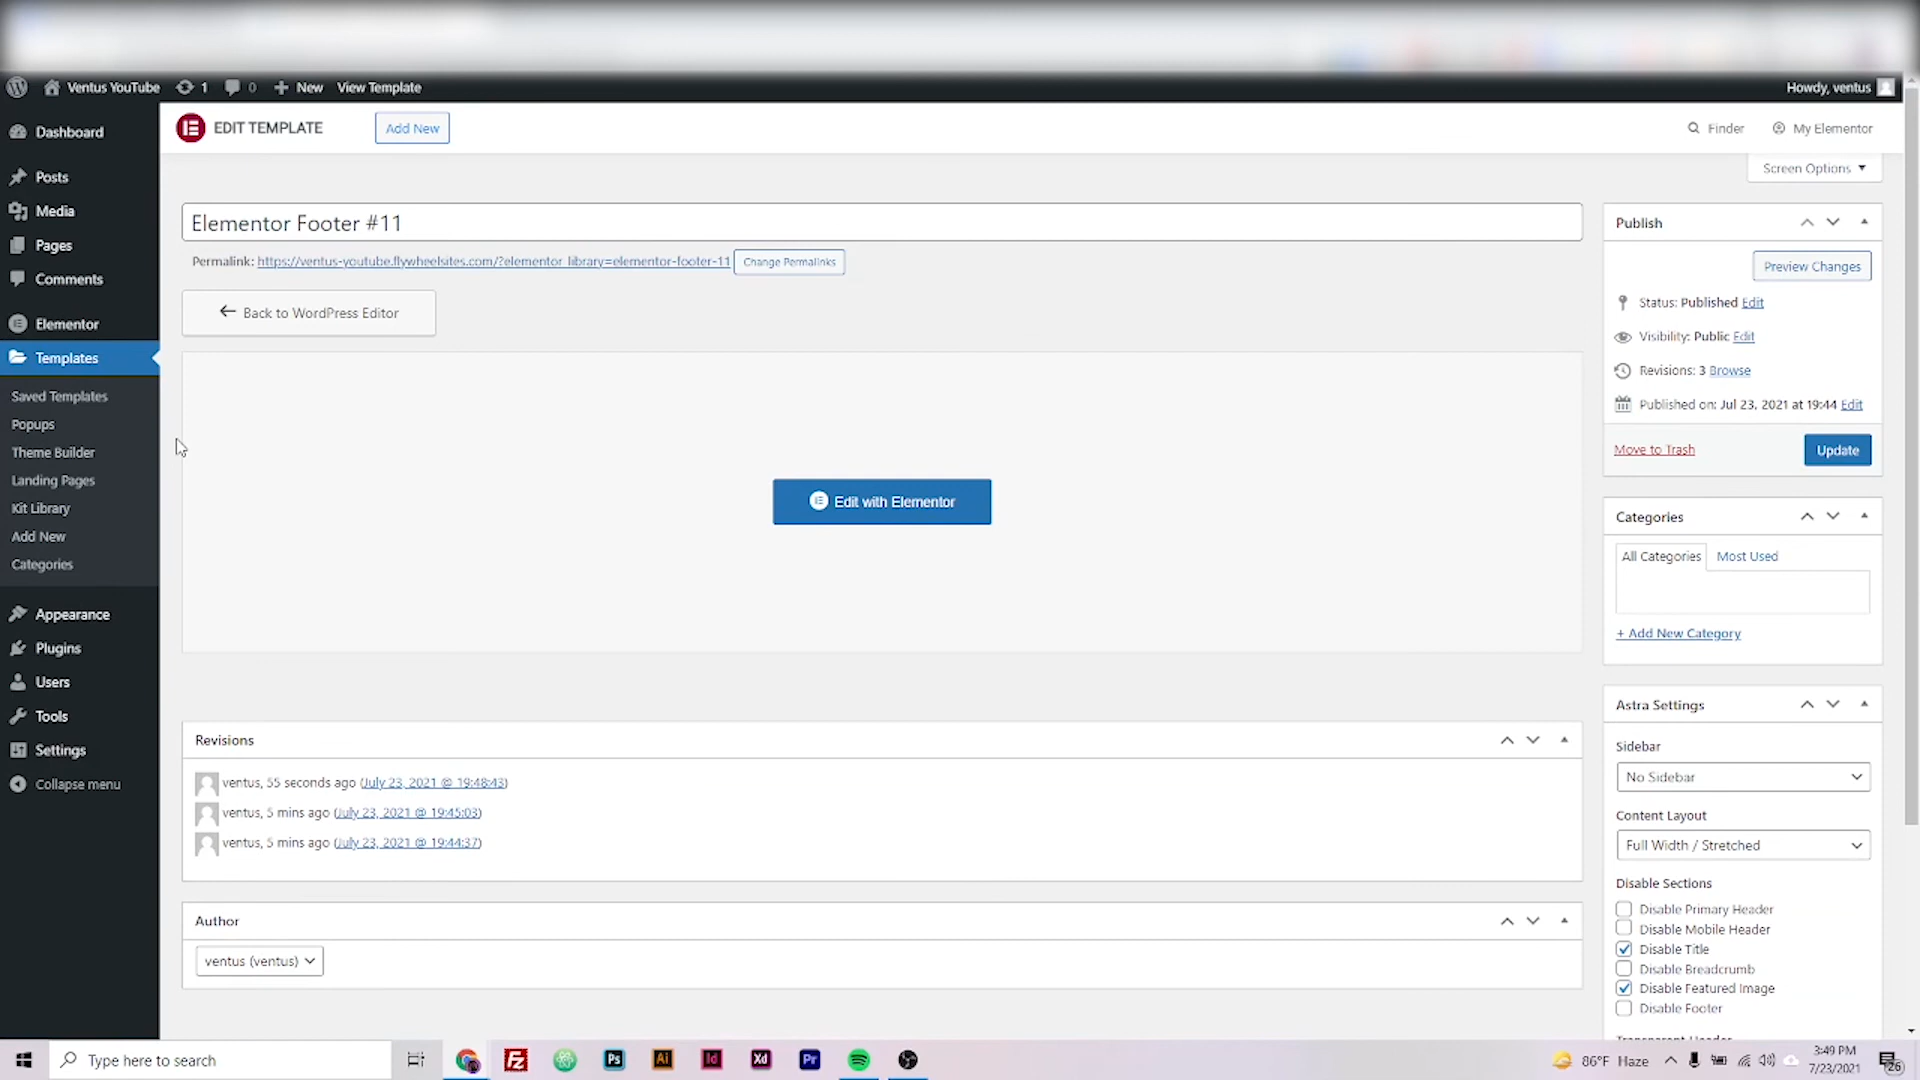 Ventus YouTube 1 0 New View Template Howdy, ventus
EDIT TEMPLATE Add New Finder My Elementor
Screen Options
Dashboard
Posts
Media
Pages
Comments
Elementor
Templates
Saved Templates
Popups
Theme Builder
Landing Pages
Kit Library
Add New
Categories
Appearance
Plugins
Users
Tools
Settings
Collapse menu
Elementor Footer #11
Permalink: https://ventus-youtube.flywheelsites.com/?elementor_library=elementor-footer-11 Change Permalinks
Back to WordPress Editor
Edit with Elementor
Revisions
ventus, 55 seconds ago (July 23, 2021 @ 19:48:43)
ventus, 5 mins ago (July 23, 2021 @ 19:45:03)
ventus, 5 mins ago (July 23, 2021 @ 19:44:37)
Author
ventus (ventus)
Publish
Preview Changes
Status: Published Edit
Visibility: Public Edit
Revisions: 3 Browse
Published on: Jul 23, 2021 at 19:44 Edit
Move to Trash Update
Categories
All Categories Most Used
+ Add New Category
Astra Settings
Sidebar
No Sidebar
Content Layout
Full Width / Stretched
Disable Sections
Disable Primary Header
Disable Mobile Header
Disable Title
Disable Breadcrumb
Disable Featured Image
Disable Footer
Transparent Header
Type here to search
Ps Ai Id Xd Pr
86°F Haze
3:49 PM
7/23/2021
26